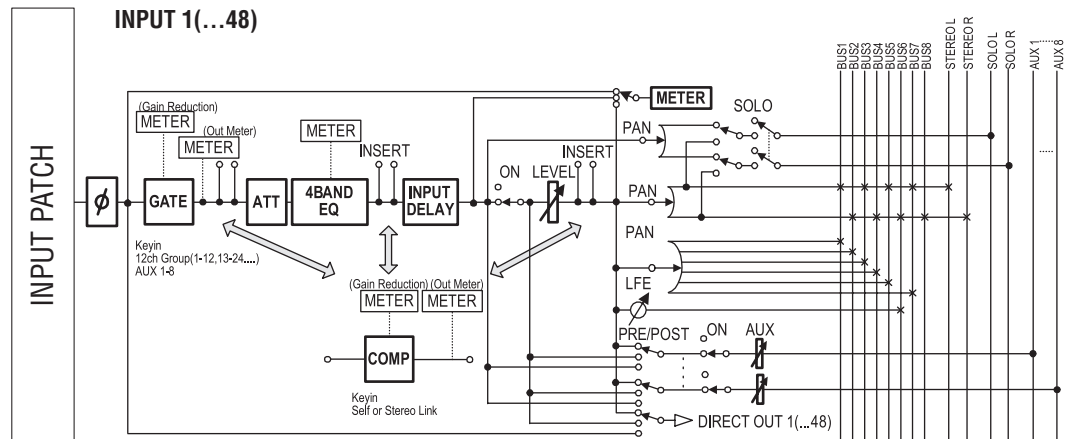 INPUT 1(...48)
INPUT PATCH
BUS1
BUS2
BUS3
BUS4
BUS5
BUS6
BUS7
BUS8
STEREO L
STEREO R
SOLO L
SOLO R
AUX 1
AUX 8
(Gain Reduction)
METER
(Out Meter)
METER
METER
INSERT
ON
LEVEL
INSERT
METER
SOLO
PAN
ϕ
GATE
ATT
4BAND
EQ
INPUT
DELAY
PAN
Keyin
12ch Group(1-12,13-24....)
AUX 1-8
PAN
(Gain Reduction)
(Out Meter)
METER
METER
LFE
COMP
Keyin
Self or Stereo Link
PRE/POST
ON
AUX
DIRECT OUT 1(...48)